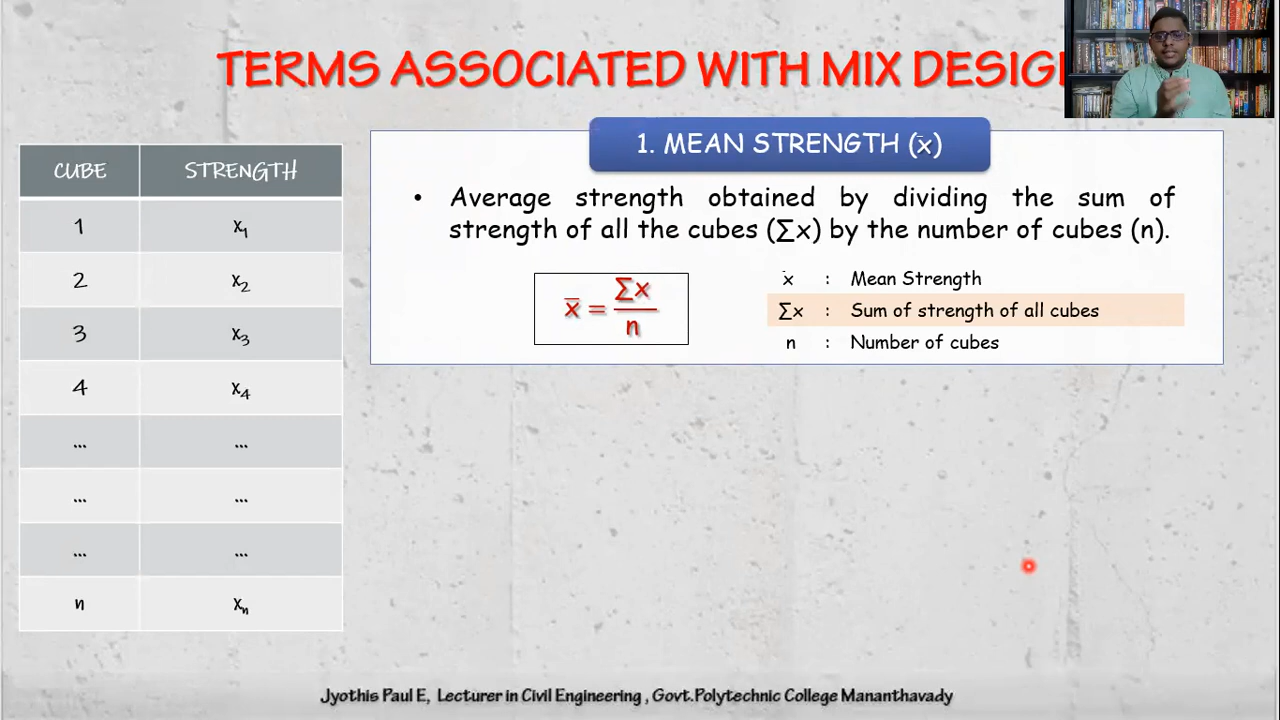 TERMS ASSOCIATED WITH MIX DESIG
CUBE STRENGTH
1 x₁
2 x₂
3 x₃
4 x₄
... ...
... ...
... ...
n xₙ
1. MEAN STRENGTH (x̄)
• Average strength obtained by dividing the sum of
strength of all the cubes (∑x) by the number of cubes (n).
x̄ = ∑x / n
x̄ : Mean Strength
∑x : Sum of strength of all cubes
n : Number of cubes
Jyothis Paul E, Lecturer in Civil Engineering , Govt.Polytechnic College Mananthavady